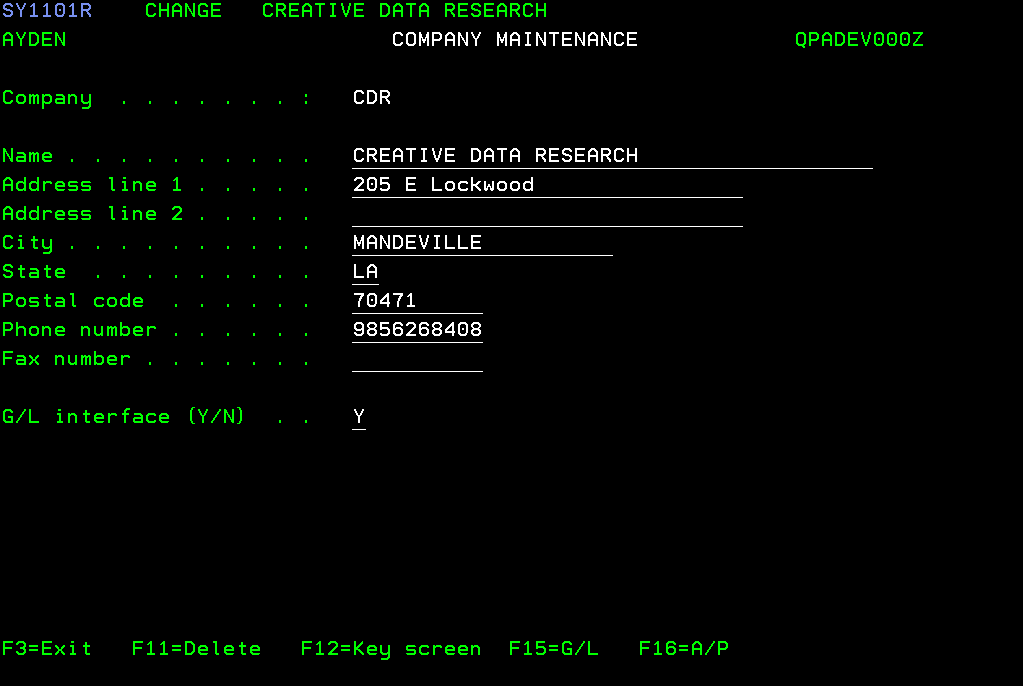 SY1101R CHANGE CREATIVE DATA RESEARCH
AYDEN COMPANY MAINTENANCE QPADEV000Z
Company . . . . . . . : CDR
Name . . . . . . . . . . CREATIVE DATA RESEARCH
Address line 1 . . . . . 205 E Lockwood
Address line 2 . . . . .
City . . . . . . . . . . MANDEVILLE
State . . . . . . . . . LA
Postal code . . . . . . 70471
Phone number . . . . . . 9856268408
Fax number . . . . . . .
G/L interface (Y/N) . . Y
F3=Exit F11=Delete F12=Key screen F15=G/L F16=A/P